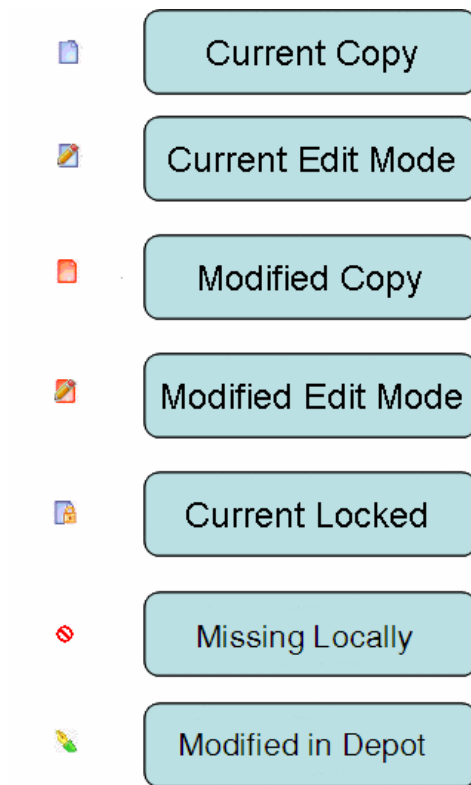 Current Copy
Current Edit Mode
Modified Copy
Modified Edit Mode
Current Locked
Missing Locally
Modified in Depot